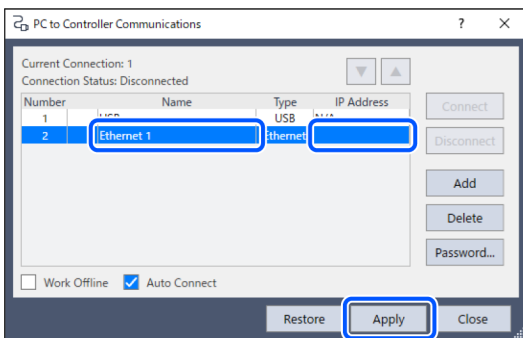 PC to Controller Communications
Current Connection: 1
Connection Status: Disconnected
Number Name Type IP Address
1 USB USB N/A
2 Ethernet 1 Ethernet
Connect
Disconnect
Add
Delete
Password...
Work Offline Auto Connect
Restore Apply Close